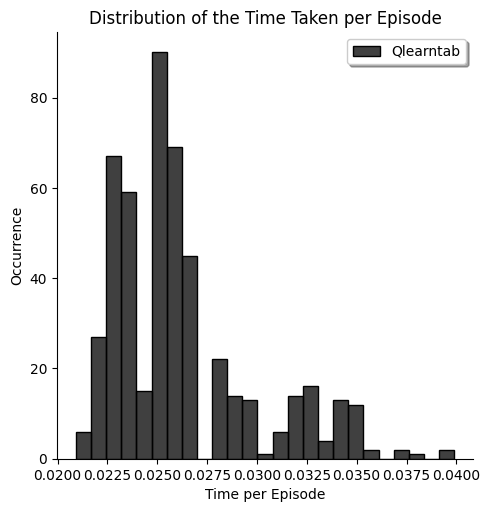 Distribution of the Time Taken per Episode
Qlearntab
80
60
40
20
0
Occurrence
0.0200 0.0225 0.0250 0.0275 0.0300 0.0325 0.0350 0.0375 0.0400
Time per Episode